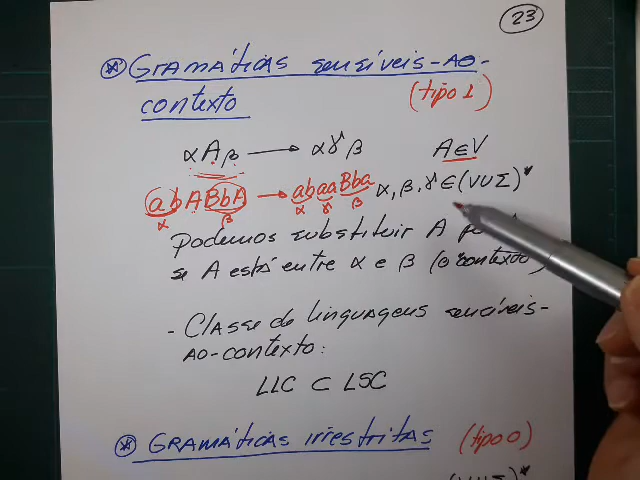 23
* Gramáticas sensíveis-ao-
contexto (tipo 1)
αAβ → αγβ A∈V
abABbA → abaaBba α, β, γ ∈ (V∪Σ)*
α β α γ β
Podemos substituir A
se A está entre α e β (o contexto)
- Classe de linguagens sensíveis-
ao-contexto:
LLC ⊂ LSC
* Gramáticas irrestritas (tipo 0)
(V∪Σ)*